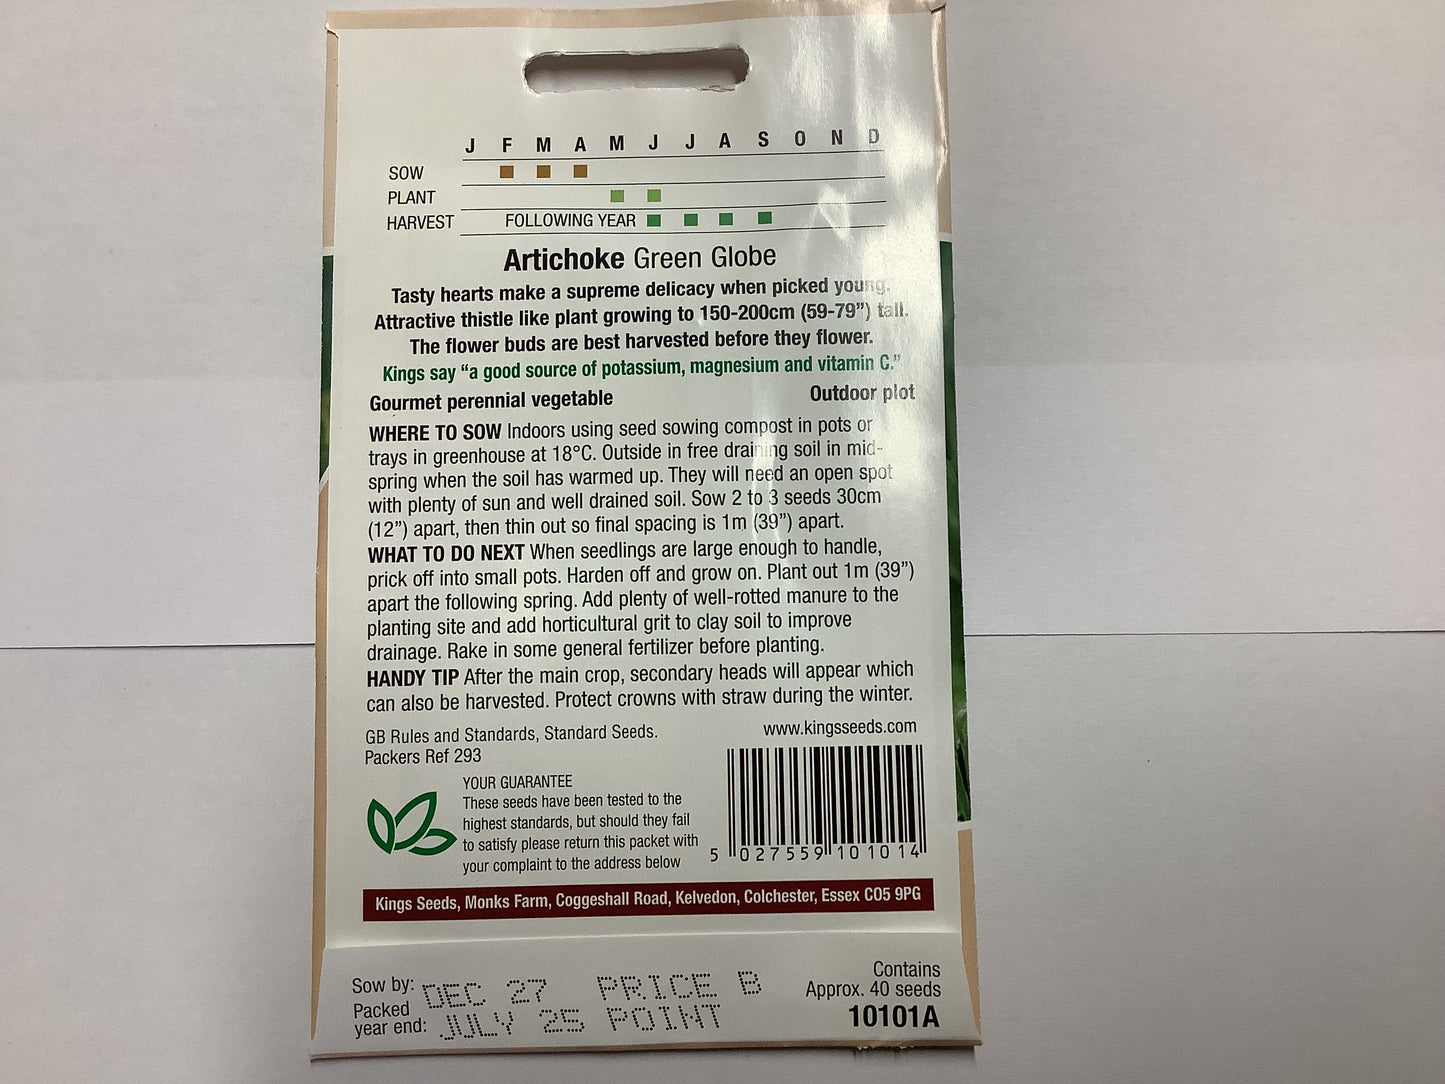 J F M A M J J A S O N D
SOW
PLANT
HARVEST FOLLOWING YEAR
Artichoke Green Globe
Tasty hearts make a supreme delicacy when picked young.
Attractive thistle like plant growing to 150-200cm (59-79”) tall.
The flower buds are best harvested before they flower.
Kings say “a good source of potassium, magnesium and vitamin C.”
Gourmet perennial vegetable Outdoor plot
WHERE TO SOW Indoors using seed sowing compost in pots or
trays in greenhouse at 18°C. Outside in free draining soil in mid-
spring when the soil has warmed up. They will need an open spot
with plenty of sun and well drained soil. Sow 2 to 3 seeds 30cm
(12”) apart, then thin out so final spacing is 1m (39”) apart.
WHAT TO DO NEXT When seedlings are large enough to handle,
prick off into small pots. Harden off and grow on. Plant out 1m (39”)
apart the following spring. Add plenty of well-rotted manure to the
planting site and add horticultural grit to clay soil to improve
drainage. Rake in some general fertilizer before planting.
HANDY TIP After the main crop, secondary heads will appear which
can also be harvested. Protect crowns with straw during the winter.
GB Rules and Standards, Standard Seeds.
Packers Ref 293
www.kingsseeds.com
YOUR GUARANTEE
These seeds have been tested to the
highest standards, but should they fail
to satisfy please return this packet with
your complaint to the address below
5 027559 101014
Kings Seeds, Monks Farm, Coggeshall Road, Kelvedon, Colchester, Essex CO5 9PG
Sow by: DEC 27 PRICE B
Packed
year end: JULY 25 POINT
Contains
Approx. 40 seeds
10101A